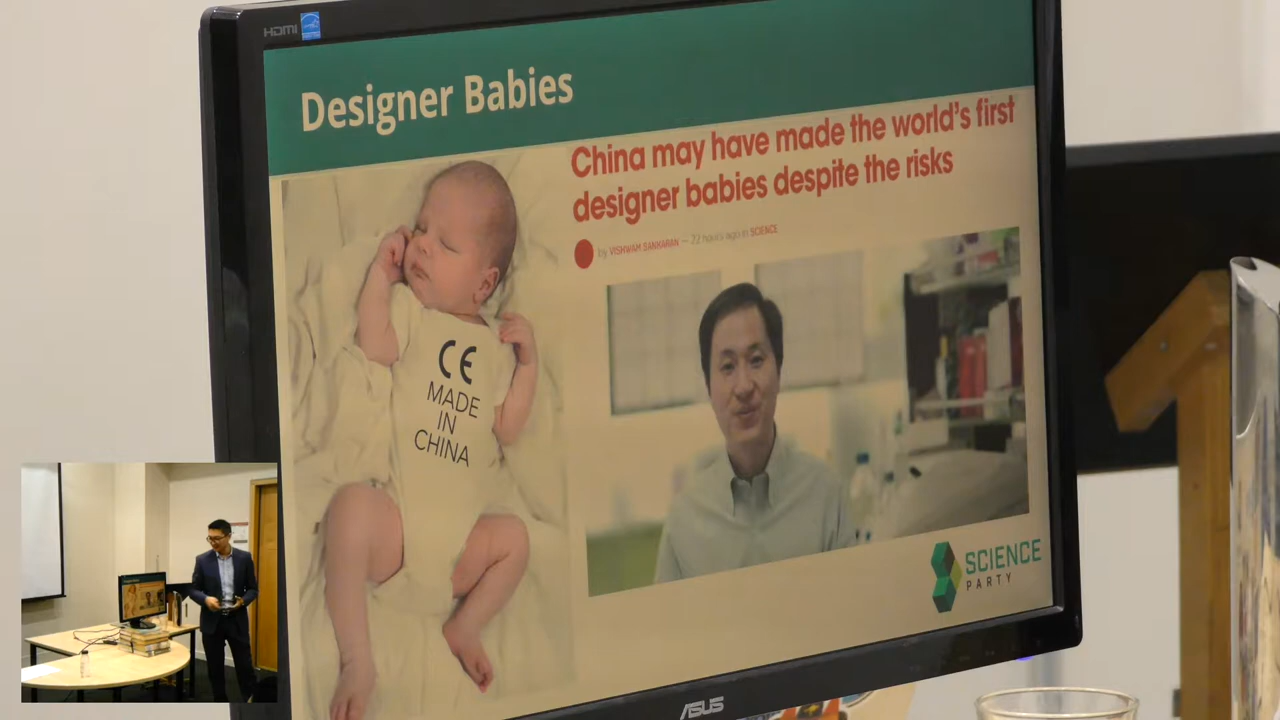 HDMI
Designer Babies
China may have made the world's first
designer babies despite the risks
by VISHWAM SANKARAN — 22 hours ago in SCIENCE
CE
MADE
IN
CHINA
SCIENCE
PARTY
ASUS